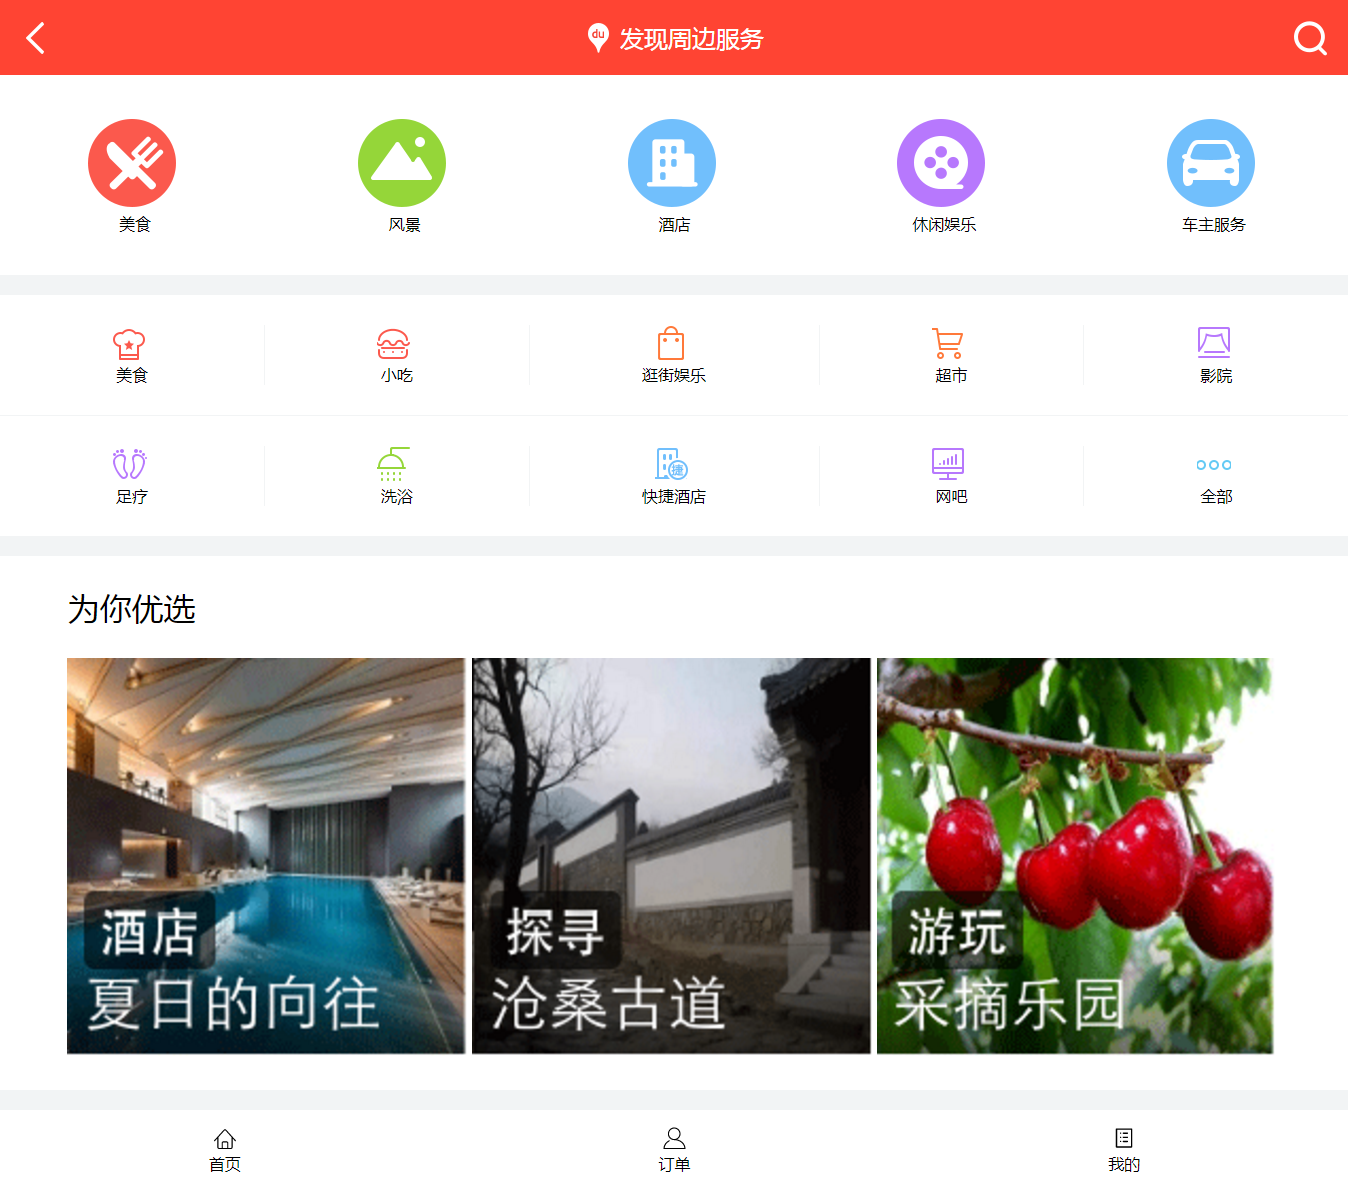 du 发现周边服务
美食 风景 酒店 休闲娱乐 车主服务
美食 小吃 逛街娱乐 超市 影院
捷
足疗 洗浴 快捷酒店 网吧 全部
为你优选
酒店 探寻 游玩
夏日的向往 沧桑古道 采摘乐园
首页 订单 我的